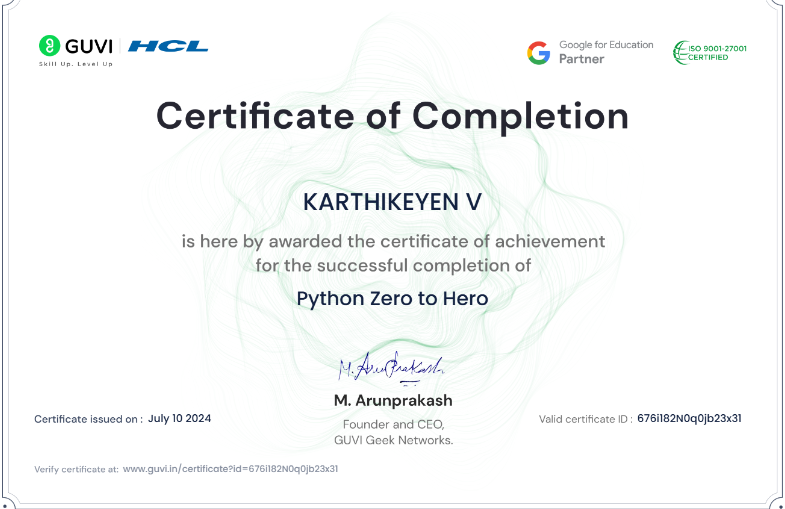 GUVI HCL
Skill Up. Level Up
Google for Education
Partner
ISO 9001-27001
CERTIFIED
Certificate of Completion
KARTHIKEYEN V
is here by awarded the certificate of achievement
for the successful completion of
Python Zero to Hero
M. Arunprakash
M. Arunprakash
Founder and CEO,
GUVI Geek Networks.
Certificate issued on : July 10 2024
Valid certificate ID : 676i182N0q0jb23x31
Verify certificate at: www.guvi.in/certificate?id=676i182N0q0jb23x31